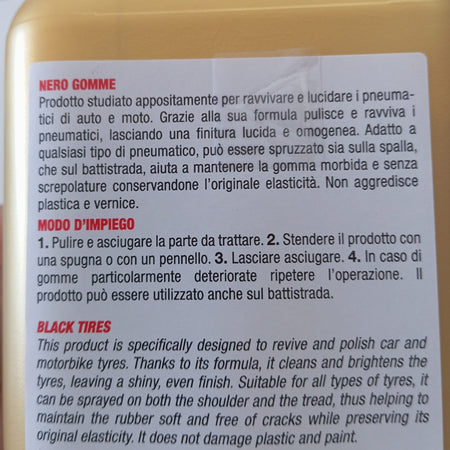 NERO GOMME
Prodotto studiato appositamente per ravvivare e lucidare i pneuma-
tici di auto e moto. Grazie alla sua formula pulisce e ravviva i
pneumatici, lasciando una finitura lucida e omogenea. Adatto a
qualsiasi tipo di pneumatico, può essere spruzzato sia sulla spalla,
che sul battistrada, aiuta a mantenere la gomma morbida e senza
screpolature conservandone l'originale elasticità. Non aggredisce
plastica e vernice.
MODO D'IMPIEGO
1. Pulire e asciugare la parte da trattare. 2. Stendere il prodotto con
una spugna o con un pennello. 3. Lasciare asciugare. 4. In caso di
gomme particolarmente deteriorate ripetere l'operazione. Il
prodotto può essere utilizzato anche sul battistrada.
BLACK TIRES
This product is specifically designed to revive and polish car and
motorbike tyres. Thanks to its formula, it cleans and brightens the
tyres, leaving a shiny, even finish. Suitable for all types of tyres, it
can be sprayed on both the shoulder and the tread, thus helping to
maintain the rubber soft and free of cracks while preserving its
original elasticity. It does not damage plastic and paint.